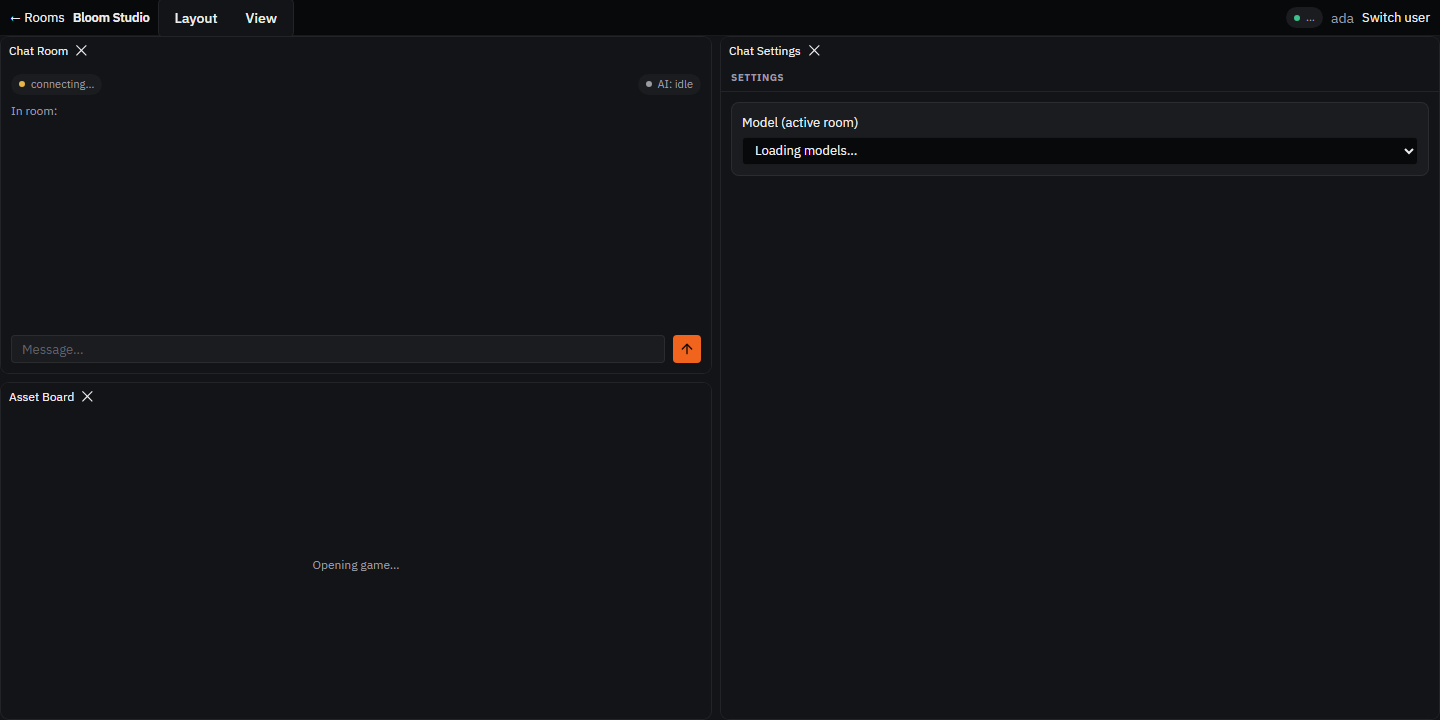 ← Rooms Bloom Studio Layout View ... ada Switch user
Chat Room
connecting... AI: idle
In room:
Message...
Asset Board
Opening game...
Chat Settings
SETTINGS
Model (active room)
Loading models...